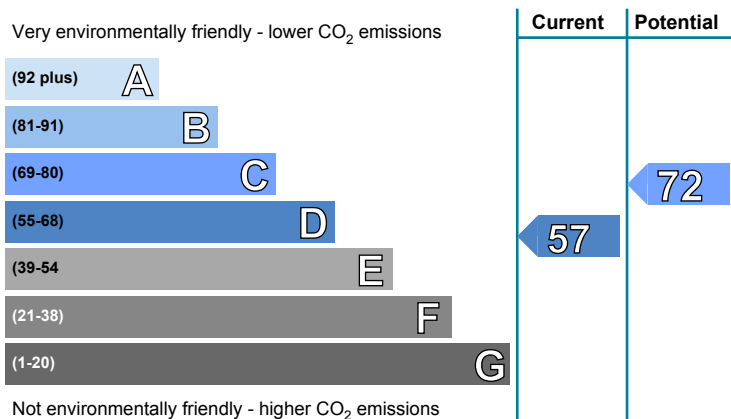 Very environmentally friendly - lower CO₂ emissions
Current
Potential
(92 plus) A
(81-91) B
(69-80) C
72
(55-68) D
57
(39-54 E
(21-38) F
(1-20) G
Not environmentally friendly - higher CO₂ emissions